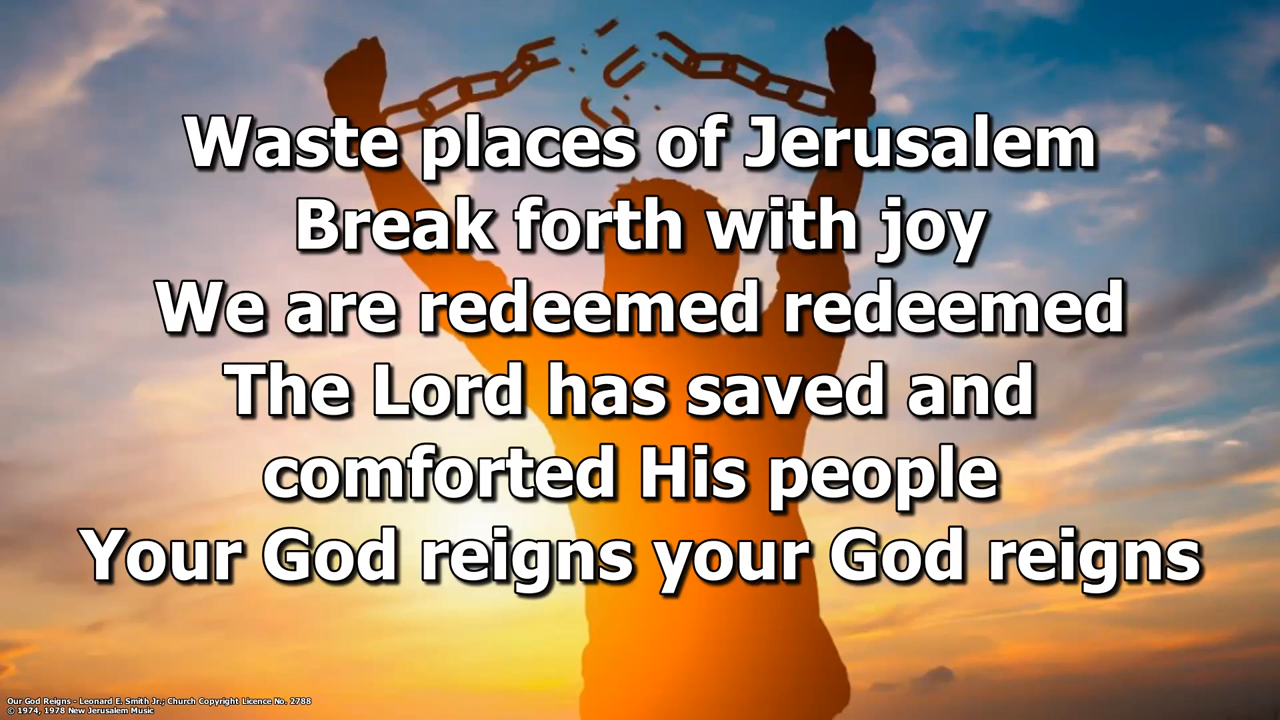 Waste places of Jerusalem
Break forth with joy
We are redeemed redeemed
The Lord has saved and
comforted His people
Your God reigns your God reigns
Our God Reigns - Leonard E. Smith Jr.; Church Copyright Licence No. 2788
© 1974, 1978 New Jerusalem Music